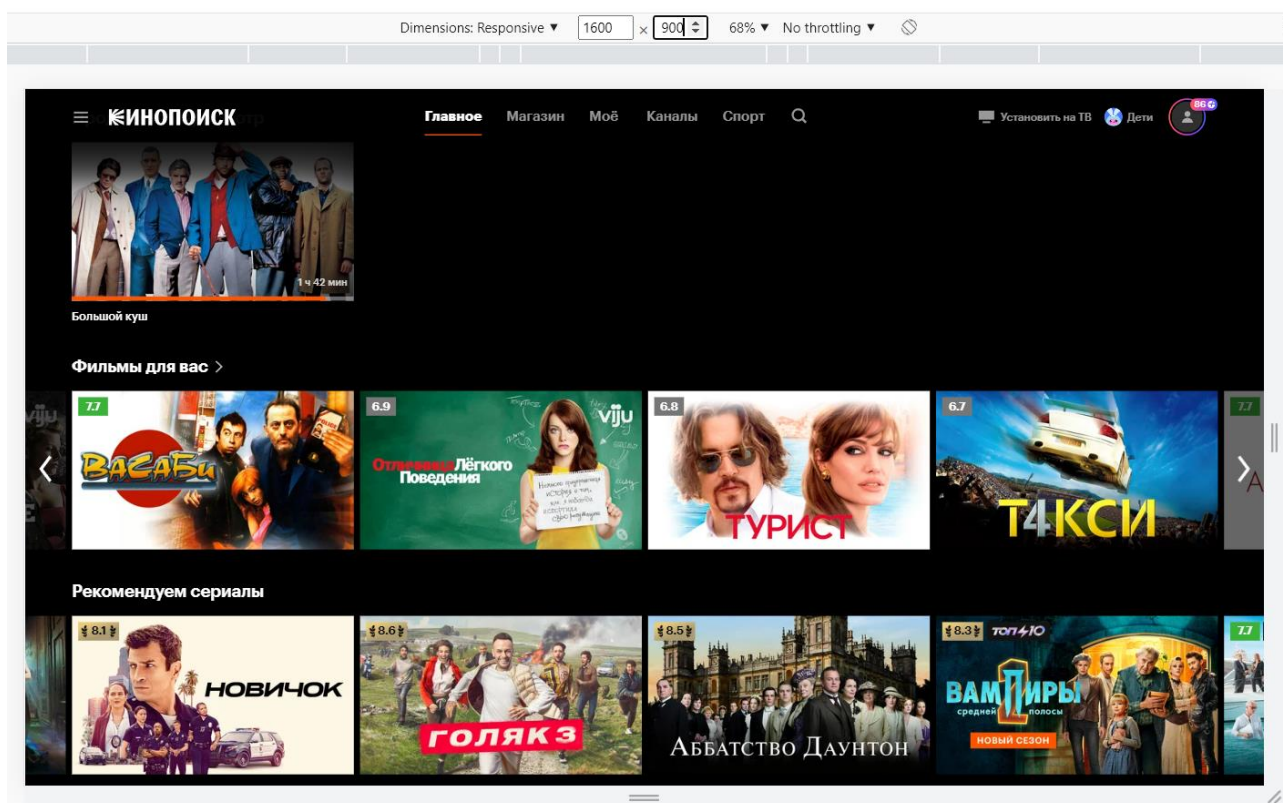 Dimensions: Responsive ▼ 1600 × 900 68% ▼ No throttling ▼
КИНОПОИСК Главное Магазин Моё Каналы Спорт Установить на ТВ Дети 86
1 ч 42 мин
Большой куш
Фильмы для вас >
viju 7.7 6.9 viju 6.8 6.7 7.7
ВАСАБИ
Отличница Лёгкого
Поведения
ТУРИСТ
Т4КСИ
Рекомендуем сериалы
8.1 8.6 8.5 8.3 ТОП 10 7.7
НОВИЧОК
ГОЛЯК 3
Аббатство Даунтон
ВАМПИРЫ
средней полосы
НОВЫЙ СЕЗОН